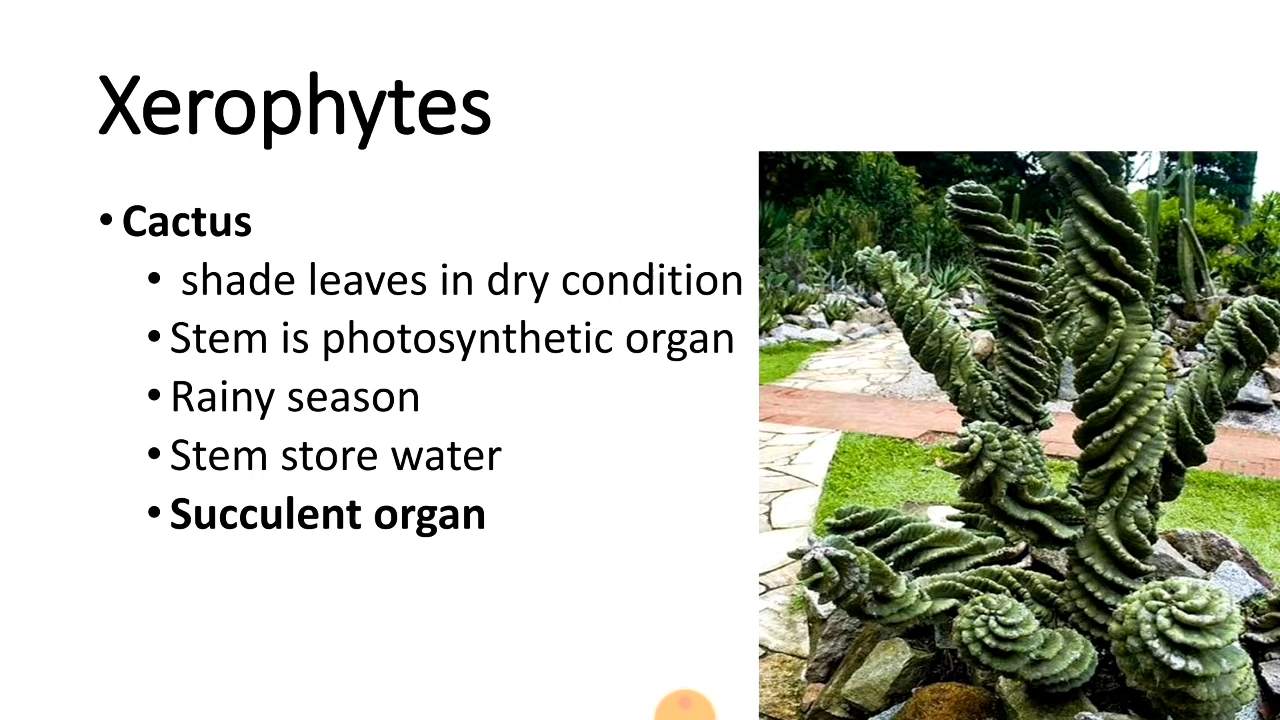 Xerophytes
• Cactus
• shade leaves in dry condition
• Stem is photosynthetic organ
• Rainy season
• Stem store water
• Succulent organ